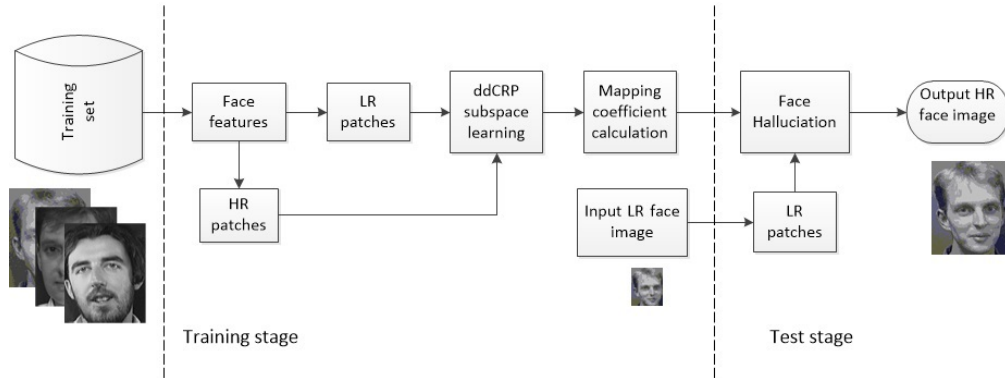 Training
set
Face
features
LR
patches
ddCRP
subspace
learning
Mapping
coefficient
calculation
Face
Halluciation
Output HR
face image
HR
patches
Input LR face
image
LR
patches
Training stage
Test stage